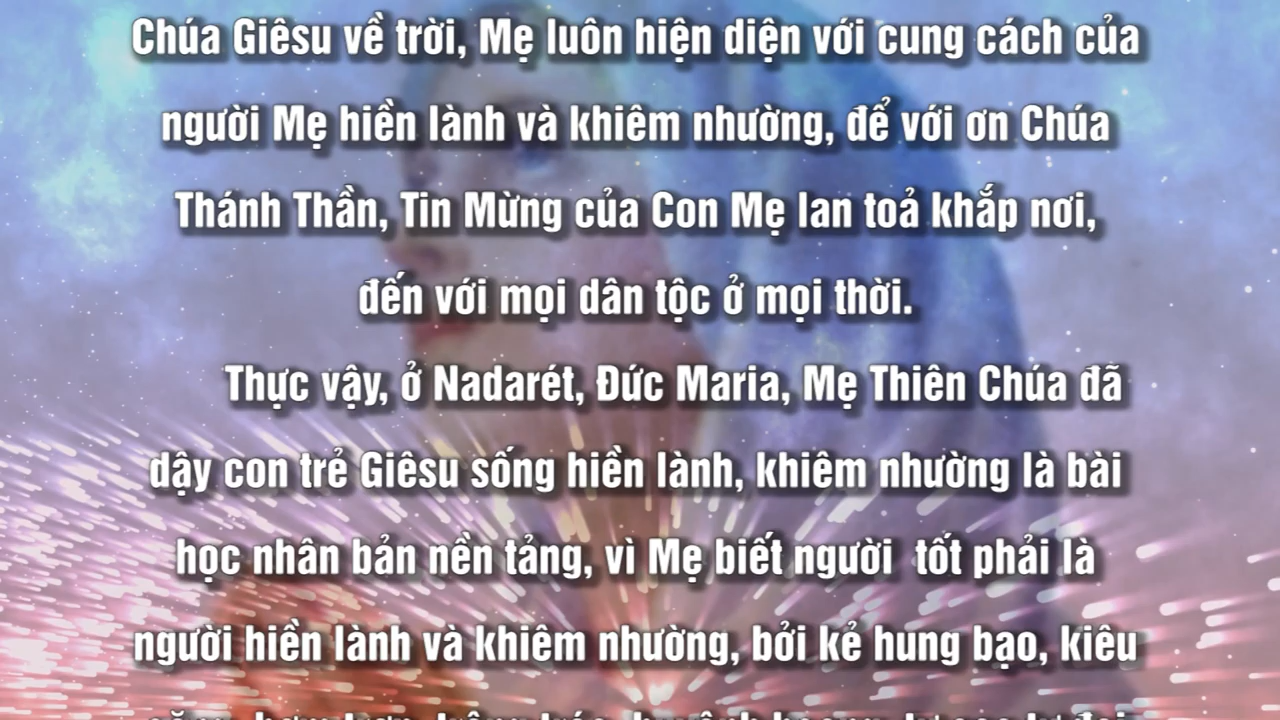 Chúa Giêsu về trời, Mẹ luôn hiện diện với cung cách của
người Mẹ hiền lành và khiêm nhường, để với ơn Chúa
Thánh Thần, Tin Mừng của Con Mẹ lan toả khắp nơi,
đến với mọi dân tộc ở mọi thời.
Thực vậy, ở Nadarét, Đức Maria, Mẹ Thiên Chúa đã
dậy con trẻ Giêsu sống hiền lành, khiêm nhường là bài
học nhân bản nền tảng, vì Mẹ biết người tốt phải là
người hiền lành và khiêm nhường, bởi kẻ hung bạo, kiêu